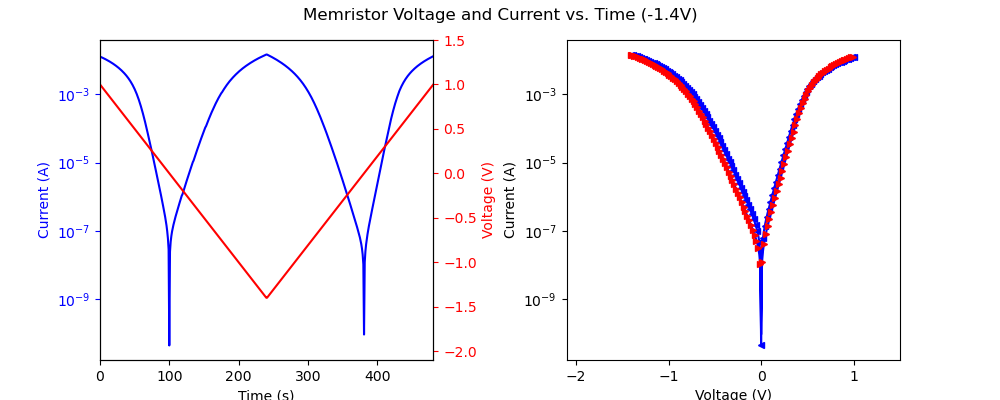 Memristor Voltage and Current vs. Time (-1.4V)
Current (A)
10⁻³
10⁻⁵
10⁻⁷
10⁻⁹
0 100 200 300 400
Time (s)
1.5
1.0
0.5
0.0
−0.5
−1.0
−1.5
−2.0
Voltage (V)
Current (A)
10⁻³
10⁻⁵
10⁻⁷
10⁻⁹
−2 −1 0 1
Voltage (V)